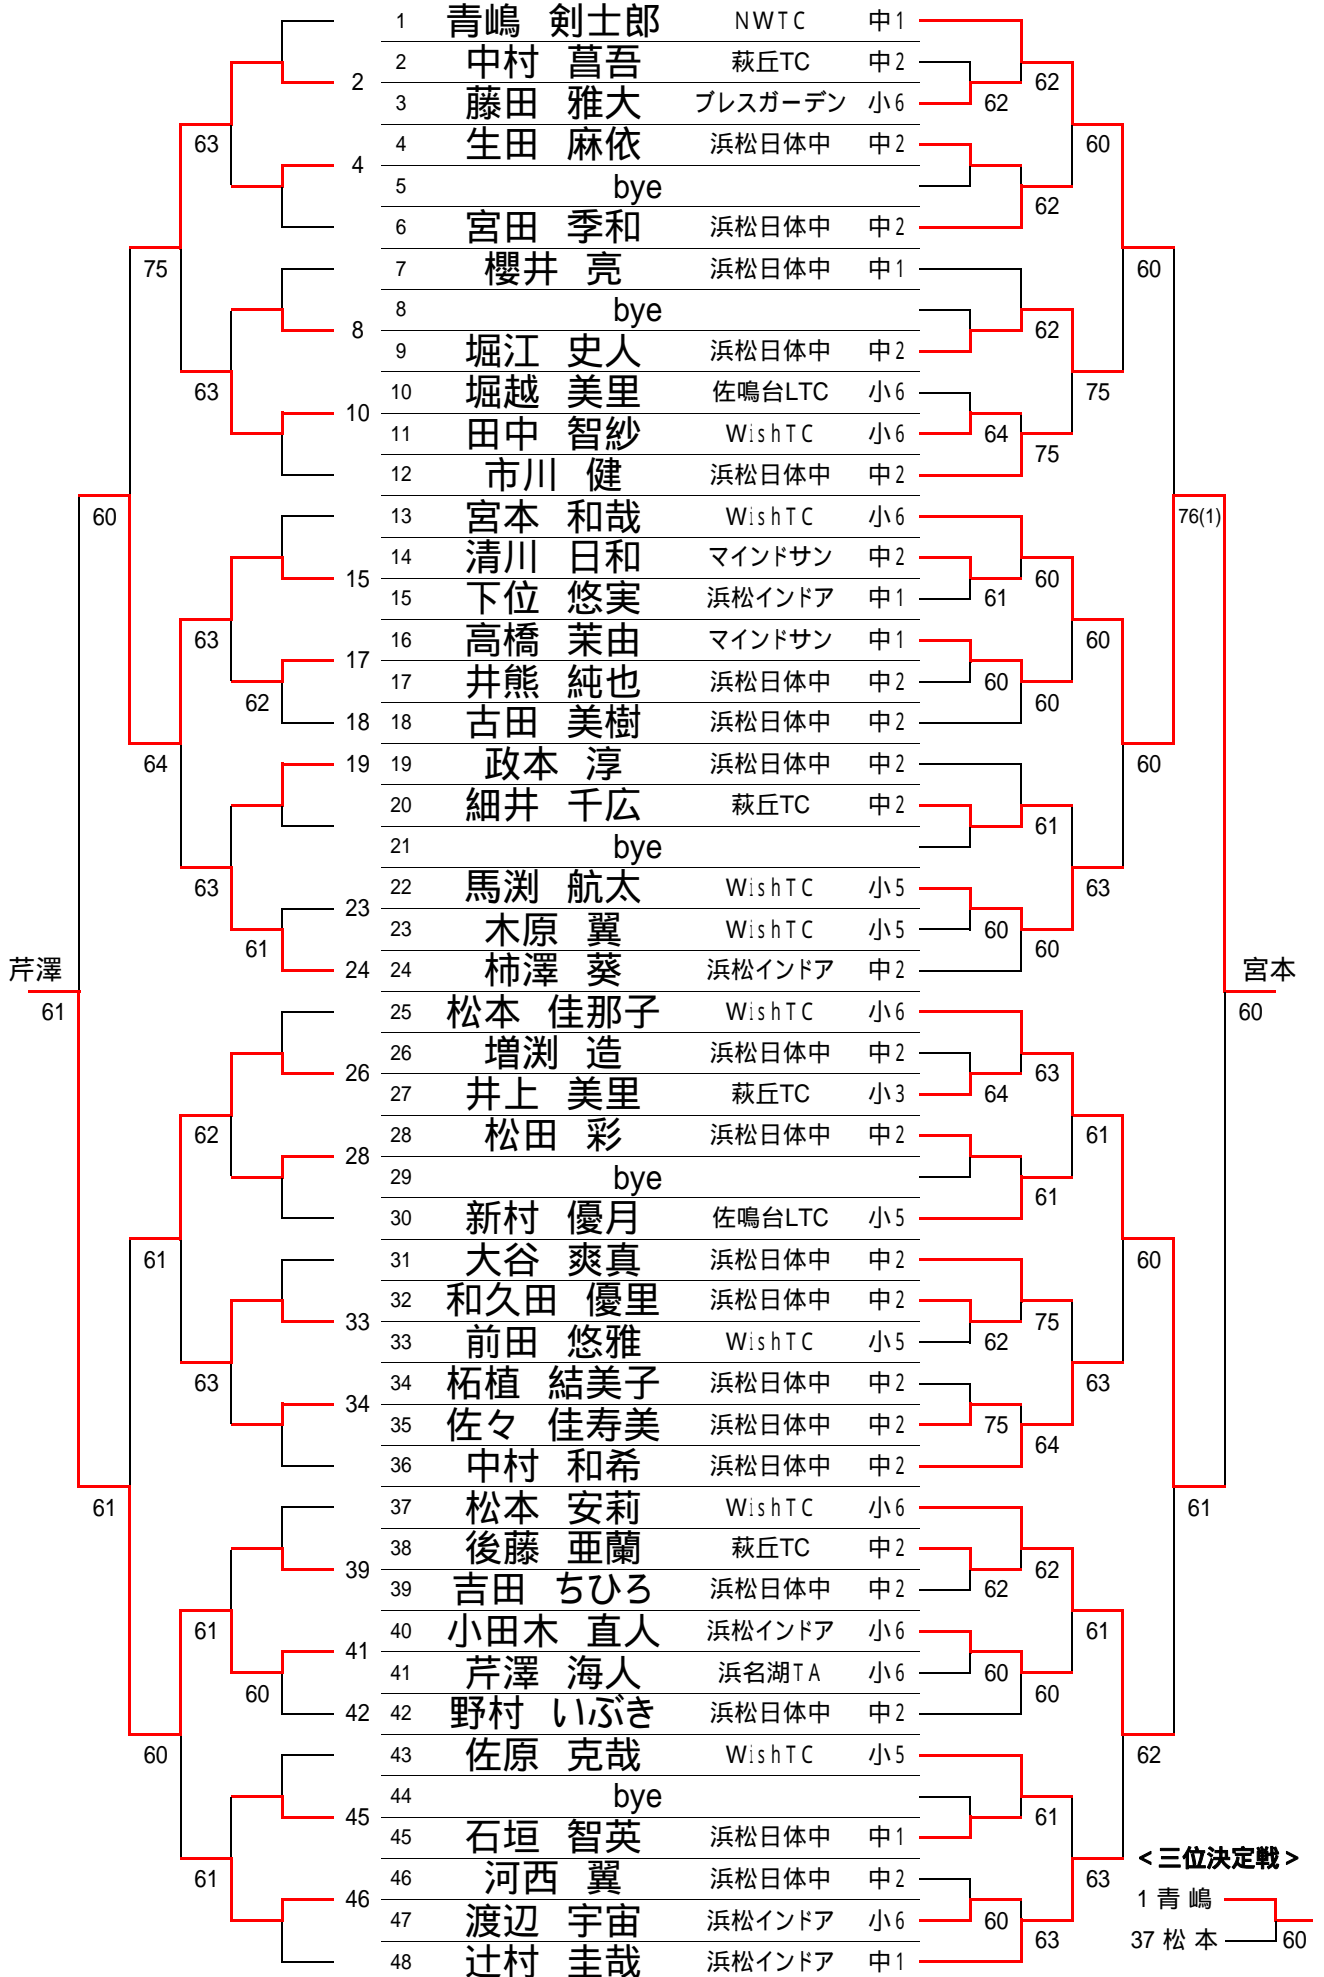 1 青嶋 剣士郎 NWTC 中1
2 中村 菖吾 萩丘TC 中2
2 62
62
3 藤田 雅大 ブレスガーデン 小6
63
4 生田 麻依 浜松日体中 中2
60
4
5 bye
62
6 宮田 季和 浜松日体中 中2
75
7 櫻井 亮 浜松日体中 中1
60
8 bye
8 62
9 堀江 史人 浜松日体中 中2
63
10 堀越 美里 佐鳴台LTC 小6
75
10
11 田中 智紗 WishTC 小6
64
75
12 市川 健 浜松日体中 中2
60
13 宮本 和哉 WishTC 小6
76(1)
14 清川 日和 マインドサン 中2
15 60
15 下位 悠実 浜松インドア 中1
61
63
16 高橋 茉由 マインドサン 中1
60
17
17 井熊 純也 浜松日体中 中2
60
62
60
18 18 古田 美樹 浜松日体中 中2
64
19 19 政本 淳 浜松日体中 中2
60
20 細井 千広 萩丘TC 中2
61
21 bye
63
22 馬渕 航太 WishTC 小5
63
23
23 木原 翼 WishTC 小5
60
61
60
24 24 柿澤 葵 浜松インドア 中2
芹澤
宮本
61
25 松本 佳那子 WishTC 小6
60
26 増渕 造 浜松日体中 中2
26 63
27 井上 美里 萩丘TC 小3
64
62
28 松田 彩 浜松日体中 中2
61
28
29 bye
61
30 新村 優月 佐鳴台LTC 小5
61
31 大谷 爽真 浜松日体中 中2
60
32 和久田 優里 浜松日体中 中2
33 75
33 前田 悠雅 WishTC 小5
62
63
34 柘植 結美子 浜松日体中 中2
63
34
35 佐々 佳寿美 浜松日体中 中2
75
64
36 中村 和希 浜松日体中 中2
61
37 松本 安莉 WishTC 小6
61
38 後藤 亜蘭 萩丘TC 中2
39 62
39 吉田 ちひろ 浜松日体中 中2
62
61
40 小田木 直人 浜松インドア 小6
61
41
41 芹澤 海人 浜名湖TA 小6
60
60
60
42 42 野村 いぶき 浜松日体中 中2
60
43 佐原 克哉 WishTC 小5
62
44 bye
45 61
45 石垣 智英 浜松日体中 中1
<三位決定戦>
61
46 河西 翼 浜松日体中 中2
63
46
1 青嶋
47 渡辺 宇宙 浜松インドア 小6
60
63
37 松本
60
48 辻村 圭哉 浜松インドア 中1